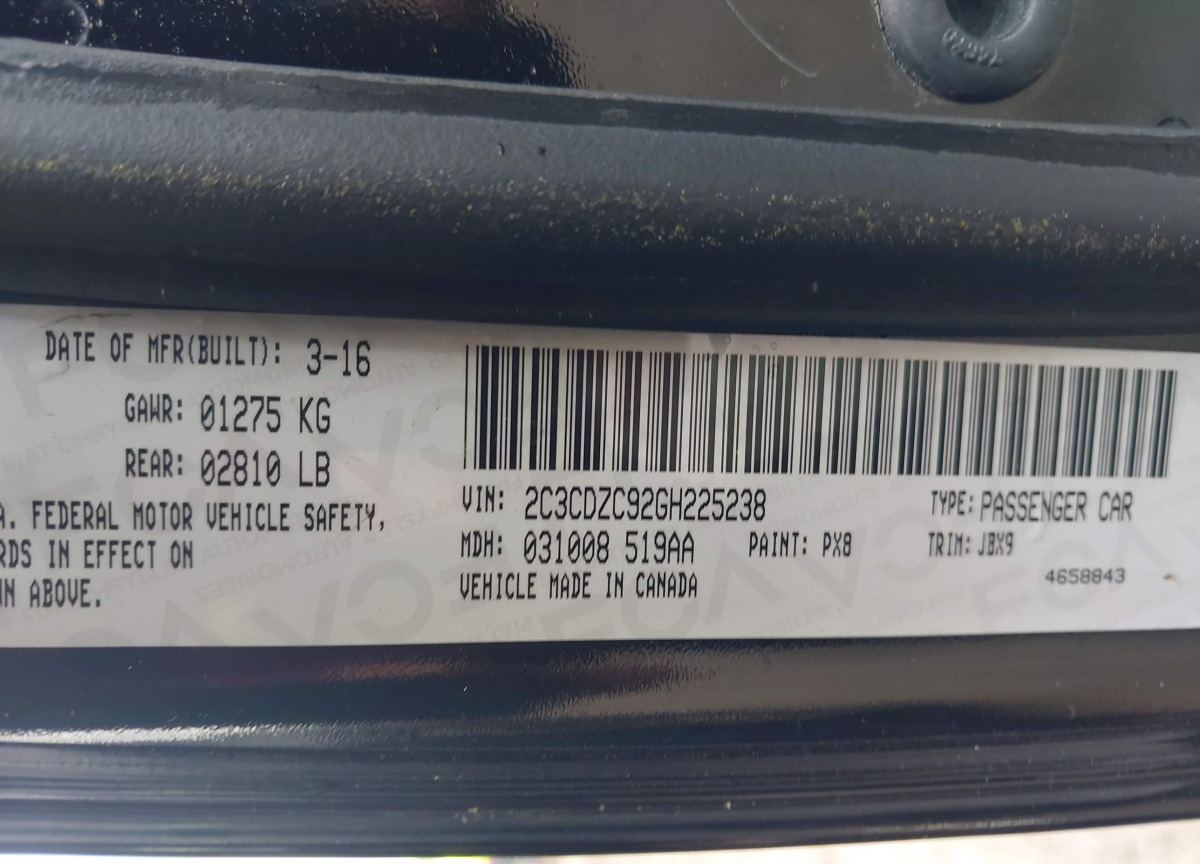 DATE OF MFR(BUILT): 3-16
GAWR: 01275 KG
REAR: 02810 LB
A. FEDERAL MOTOR VEHICLE SAFETY,
RDS IN EFFECT ON
N ABOVE.
VIN: 2C3CDZC92GH225238 TYPE: PASSENGER CAR
MDH: 031008 519AA PAINT: PX8 TRIM: JBX9
VEHICLE MADE IN CANADA
4658843